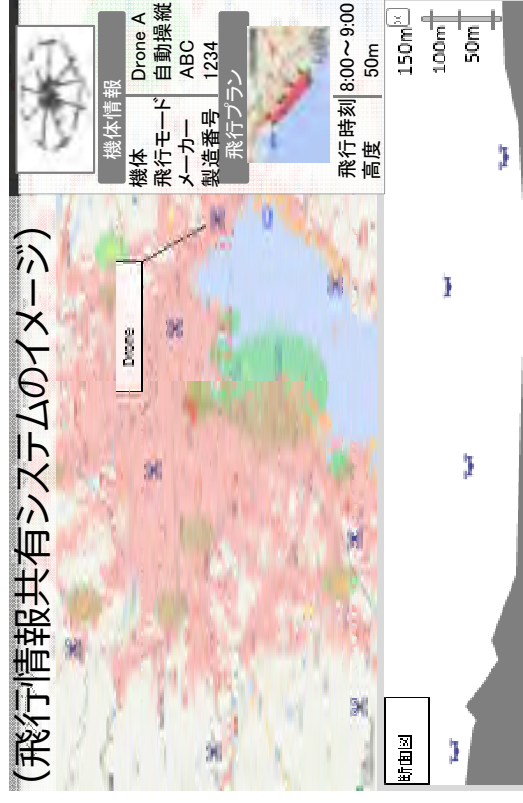 (飛行情報共有システムのイメージ)
機体情報
機体 Drone A
飛行モード 自動操縦
メーカー ABC
製造番号 1234
飛行プラン
飛行時刻 8:00～9:00
高度 50m
Drone
断面図
150m
100m
50m